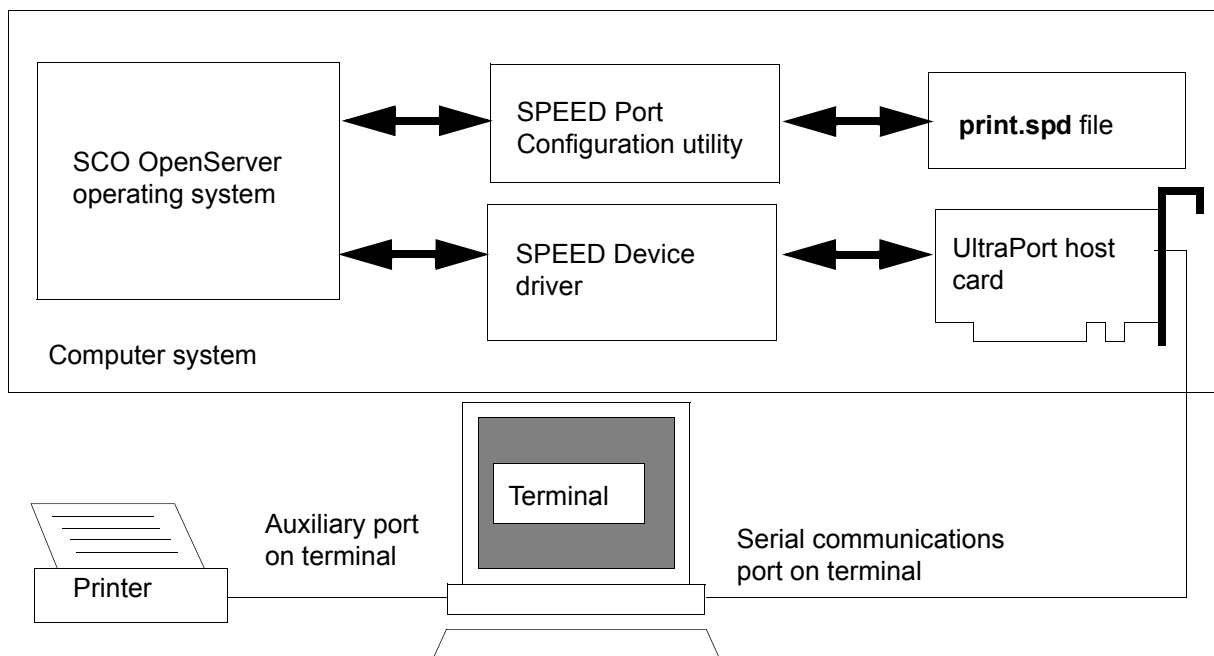 SCO OpenServer
operating system
SPEED Port
Configuration utility
print.spd file
SPEED Device
driver
UltraPort host
card
Computer system
Terminal
Printer
Auxiliary port
on terminal
Serial communications
port on terminal